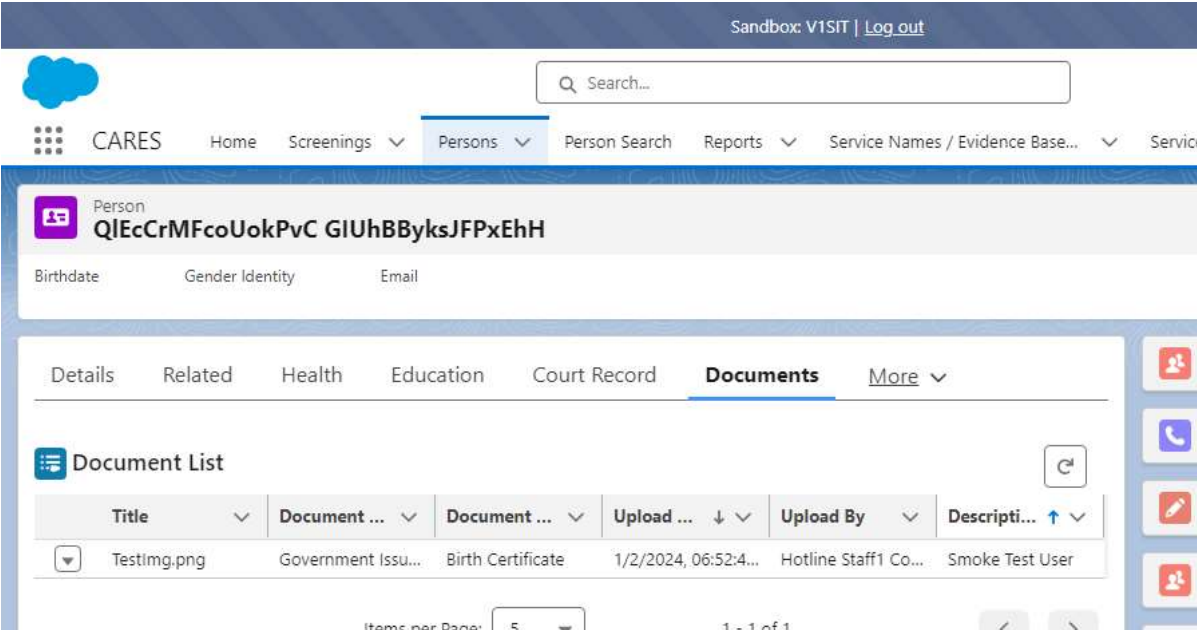 Sandbox: V1SIT | Log out
Search...
CARES Home Screenings Persons Person Search Reports Service Names / Evidence Base... Servic
Person
QlEcCrMFcoUokPvC GIUhBByksJFPxEhH
Birthdate Gender Identity Email
Details Related Health Education Court Record Documents More
Document List
Title Document ... Document ... Upload ... Upload By Descripti...
TestImg.png Government Issu... Birth Certificate 1/2/2024, 06:52:4... Hotline Staff1 Co... Smoke Test User
Items per Page: 5 1 - 1 of 1